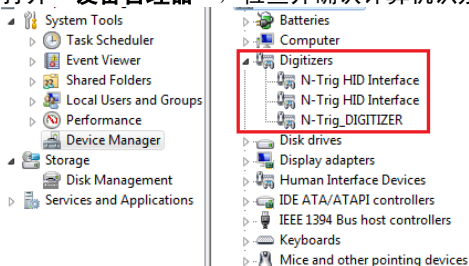 System Tools
Task Scheduler
Event Viewer
Shared Folders
Local Users and Groups
Performance
Device Manager
Storage
Disk Management
Services and Applications
Batteries
Computer
Digitizers
N-Trig HID Interface
N-Trig HID Interface
N-Trig_DIGITIZER
Disk drives
Display adapters
Human Interface Devices
IDE ATA/ATAPI controllers
IEEE 1394 Bus host controllers
Keyboards
Mice and other pointing devices